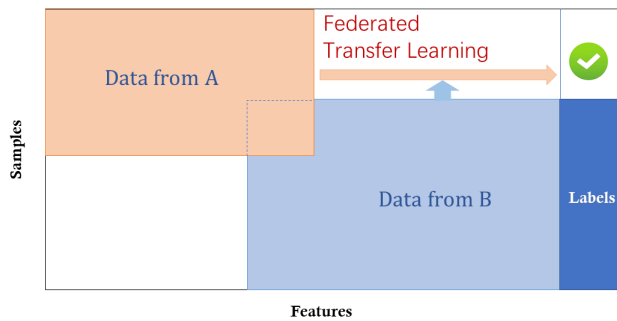 Federated
Transfer Learning
Data from A
Samples
Data from B
Labels
Features